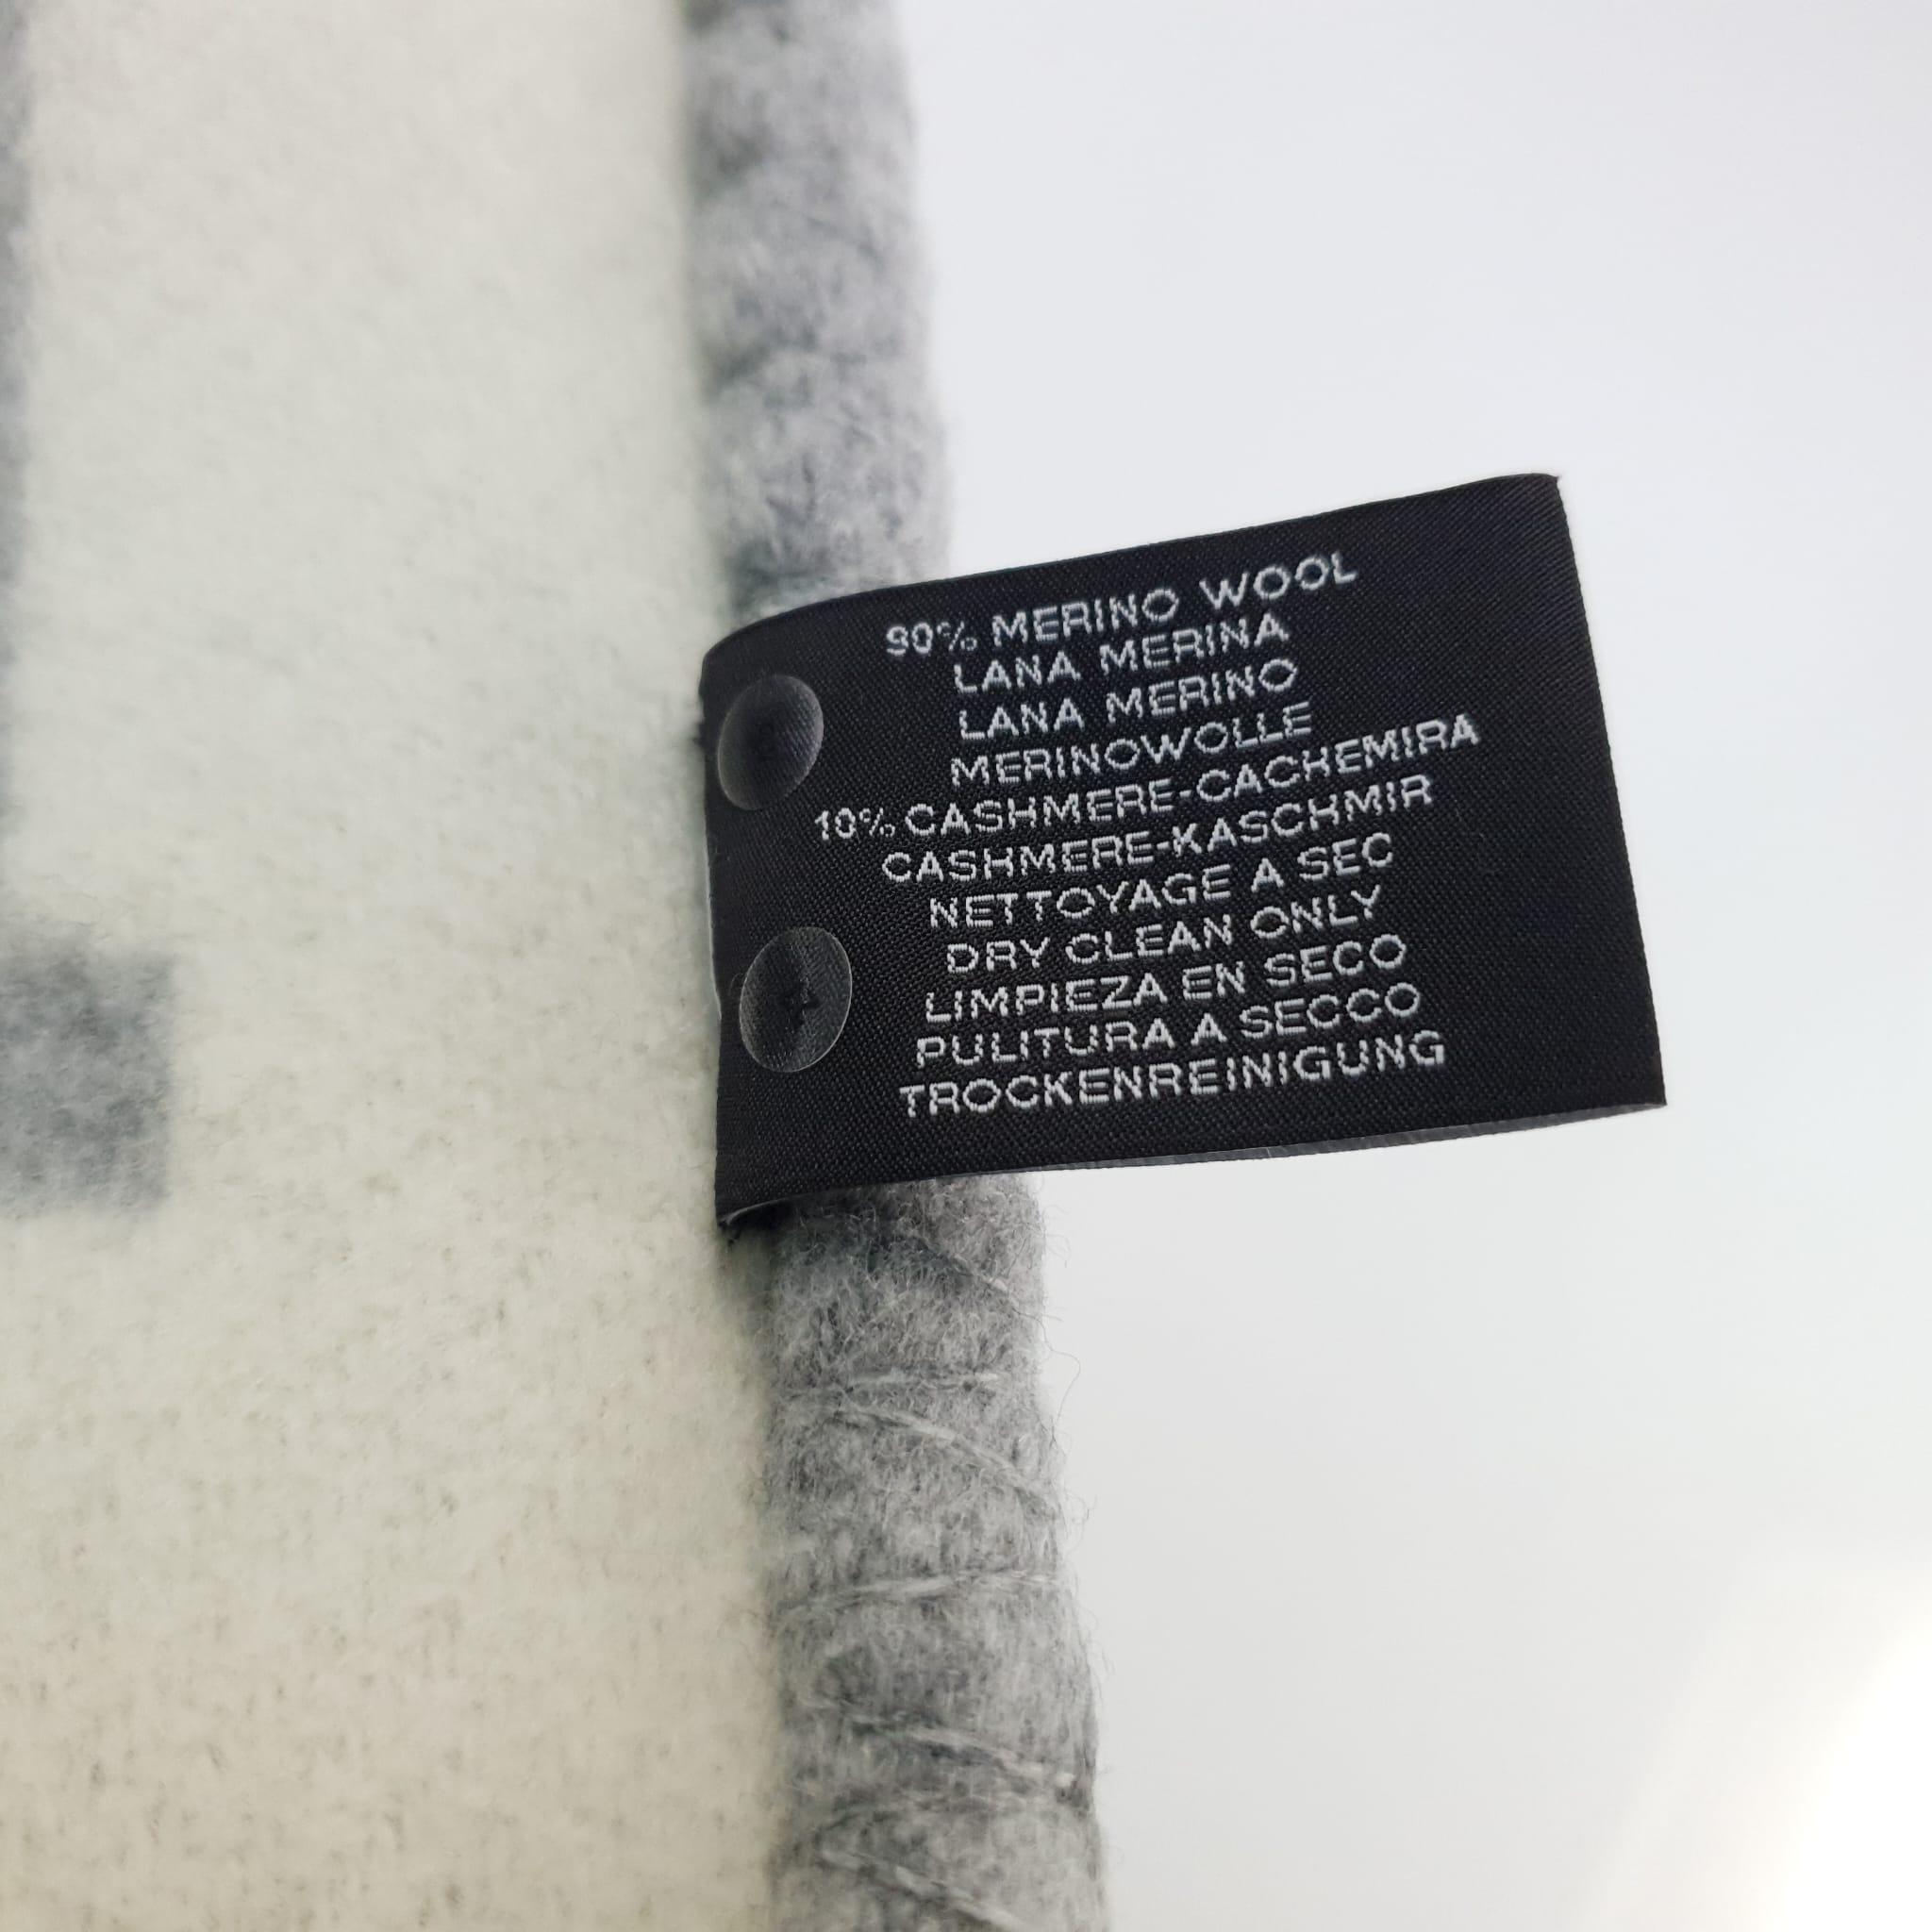 90% MERINO WOOL
LANA MERINA
LANA MERINO
MERINOWOLLE
10% CASHMERE-CACHEMIRA
CASHMERE-KASCHMIR
NETTOYAGE A SEC
DRY CLEAN ONLY
LIMPIEZA EN SECO
PULITURA A SECCO
TROCKENREINIGUNG